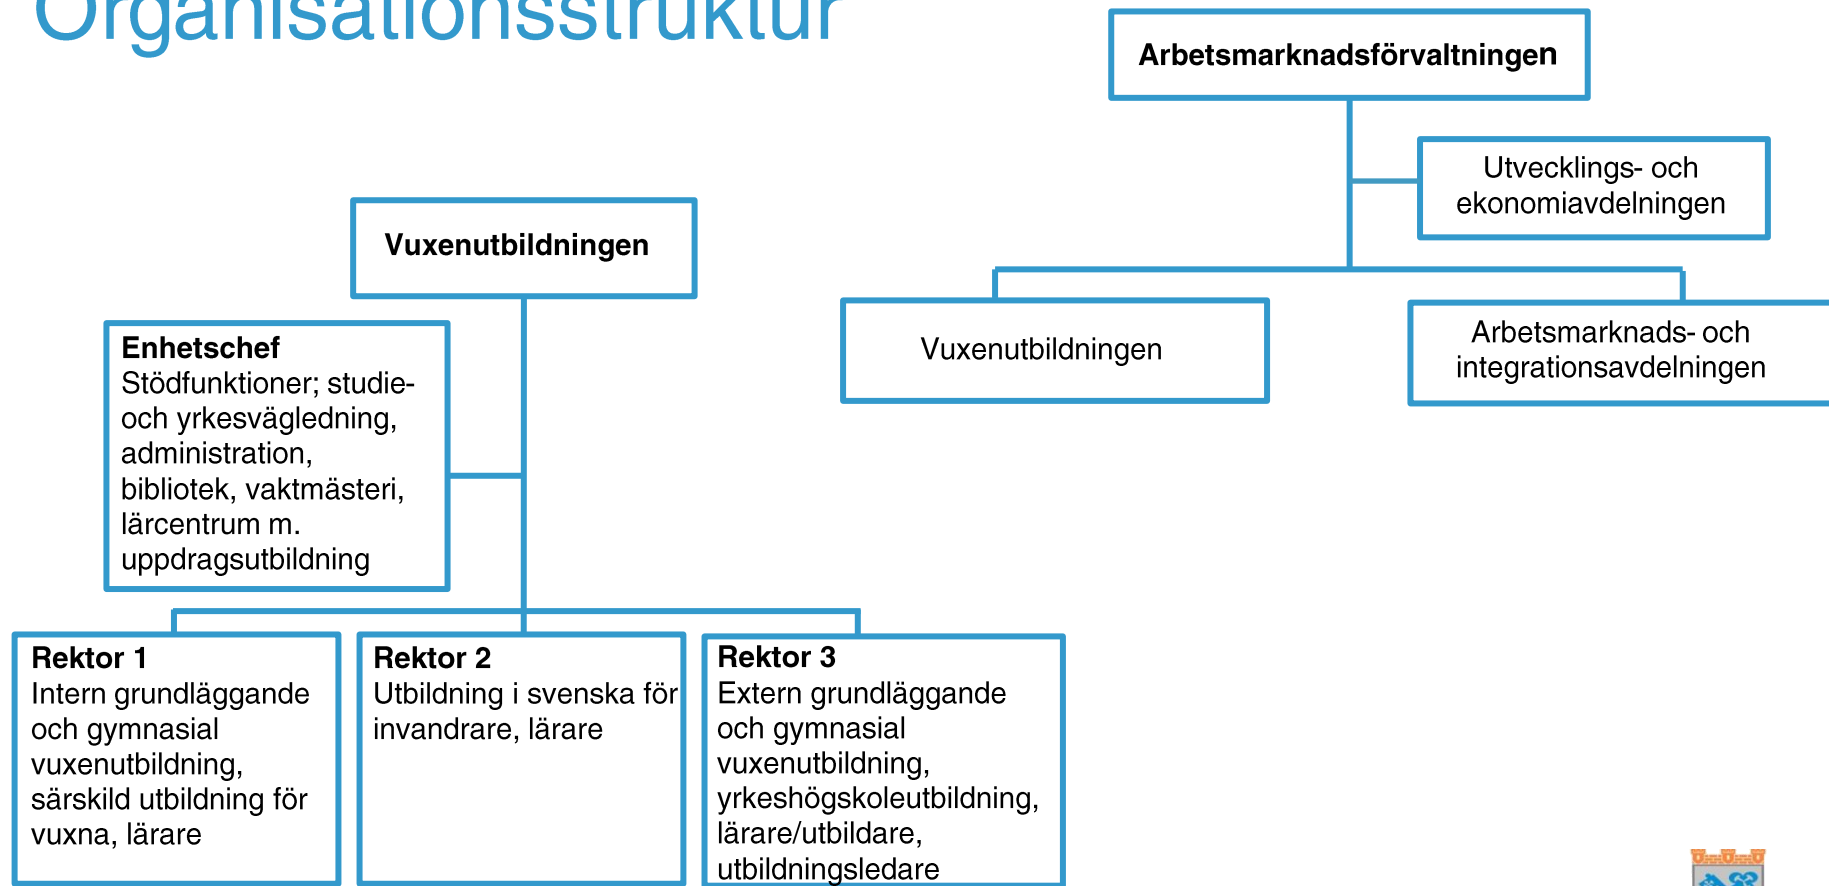 Organisationsstruktur
Arbetsmarknadsförvaltningen
Utvecklings- och
ekonomiavdelningen
Vuxenutbildningen
Arbetsmarknads- och
integrationsavdelningen
Vuxenutbildningen
Enhetschef
Stödfunktioner; studie-
och yrkesvägledning,
administration,
bibliotek, vaktmästeri,
lärcentrum m.
uppdragsutbildning
Rektor 1
Intern grundläggande
och gymnasial
vuxenutbildning,
särskild utbildning för
vuxna, lärare
Rektor 2
Utbildning i svenska för
invandrare, lärare
Rektor 3
Extern grundläggande
och gymnasial
vuxenutbildning,
yrkeshögskoleutbildning,
lärare/utbildare,
utbildningsledare